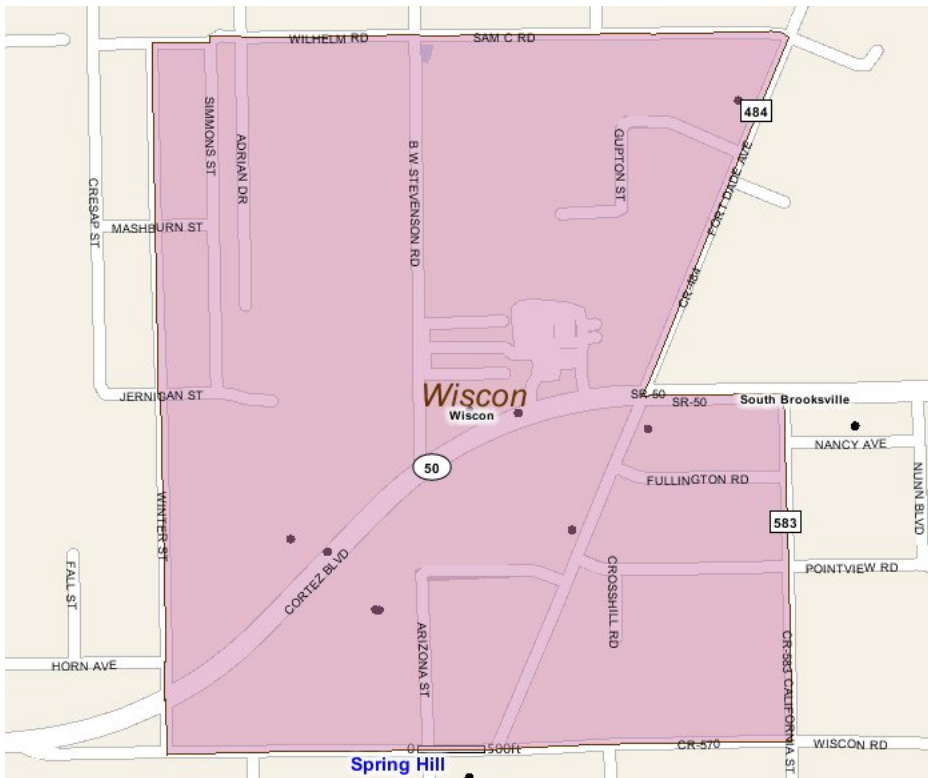 WILHELM RD
SAM C RD
484
SIMMONS ST
ADRIAN DR
B W STEVENSON RD
GUPTON ST
FORT DADE AVE
CRESAP ST
MASHBURN ST
CR-484
JERNIGAN ST
Wiscon
Wiscon
SR-50
SR-50
South Brooksville
NANCY AVE
50
FULLINGTON RD
NUNN BLVD
WINTER ST
583
CORTEZ BLVD
FALL ST
CROSSHILL RD
POINTVIEW RD
HORN AVE
ARIZONA ST
CR-583 CALIFORNIA ST
0 500ft
CR-570
WISCON RD
Spring Hill